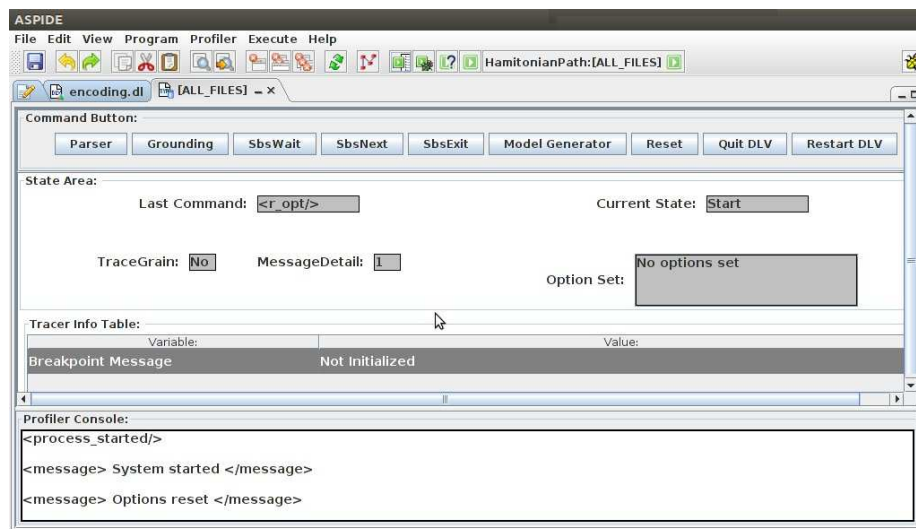 ASPIDE
File Edit View Program Profiler Execute Help
HamitonianPath:[ALL_FILES]
encoding.dl [ALL_FILES]
Command Button:
Parser Grounding SbsWait SbsNext SbsExit Model Generator Reset Quit DLV Restart DLV
State Area:
Last Command: <r_opt/> Current State: Start
TraceGrain: No MessageDetail: 1 Option Set: No options set
Tracer Info Table:
Variable: Value:
Breakpoint Message Not Initialized
Profiler Console:
<process_started/>
<message> System started </message>
<message> Options reset </message>